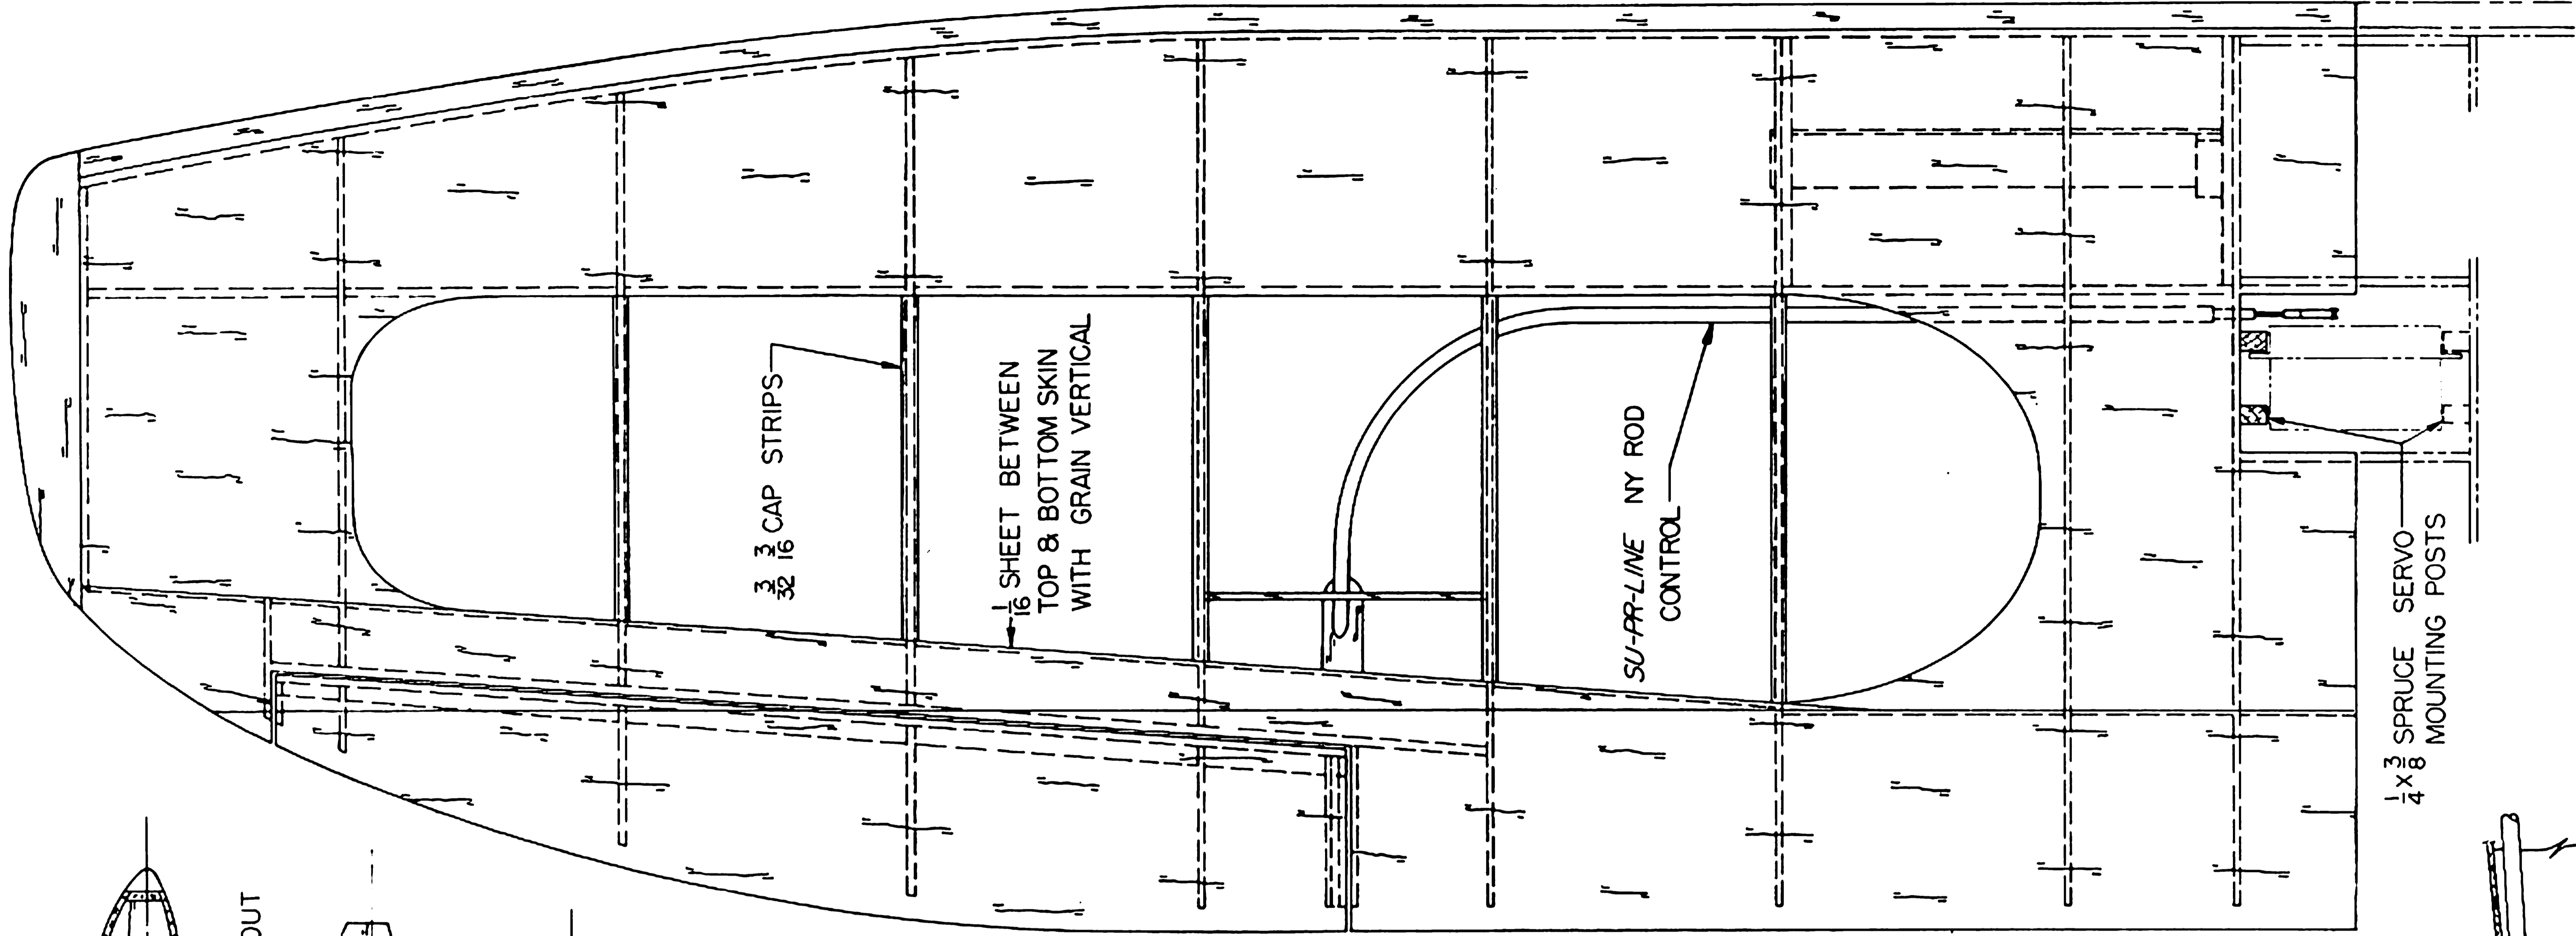 3/32 3/16 CAP STRIPS
1/16 SHEET BETWEEN
TOP & BOTTOM SKIN
WITH GRAIN VERTICAL
SU-PR-LINE NY ROD
CONTROL
1/4 X 3/8 SPRUCE SERVO
MOUNTING POSTS
OUT